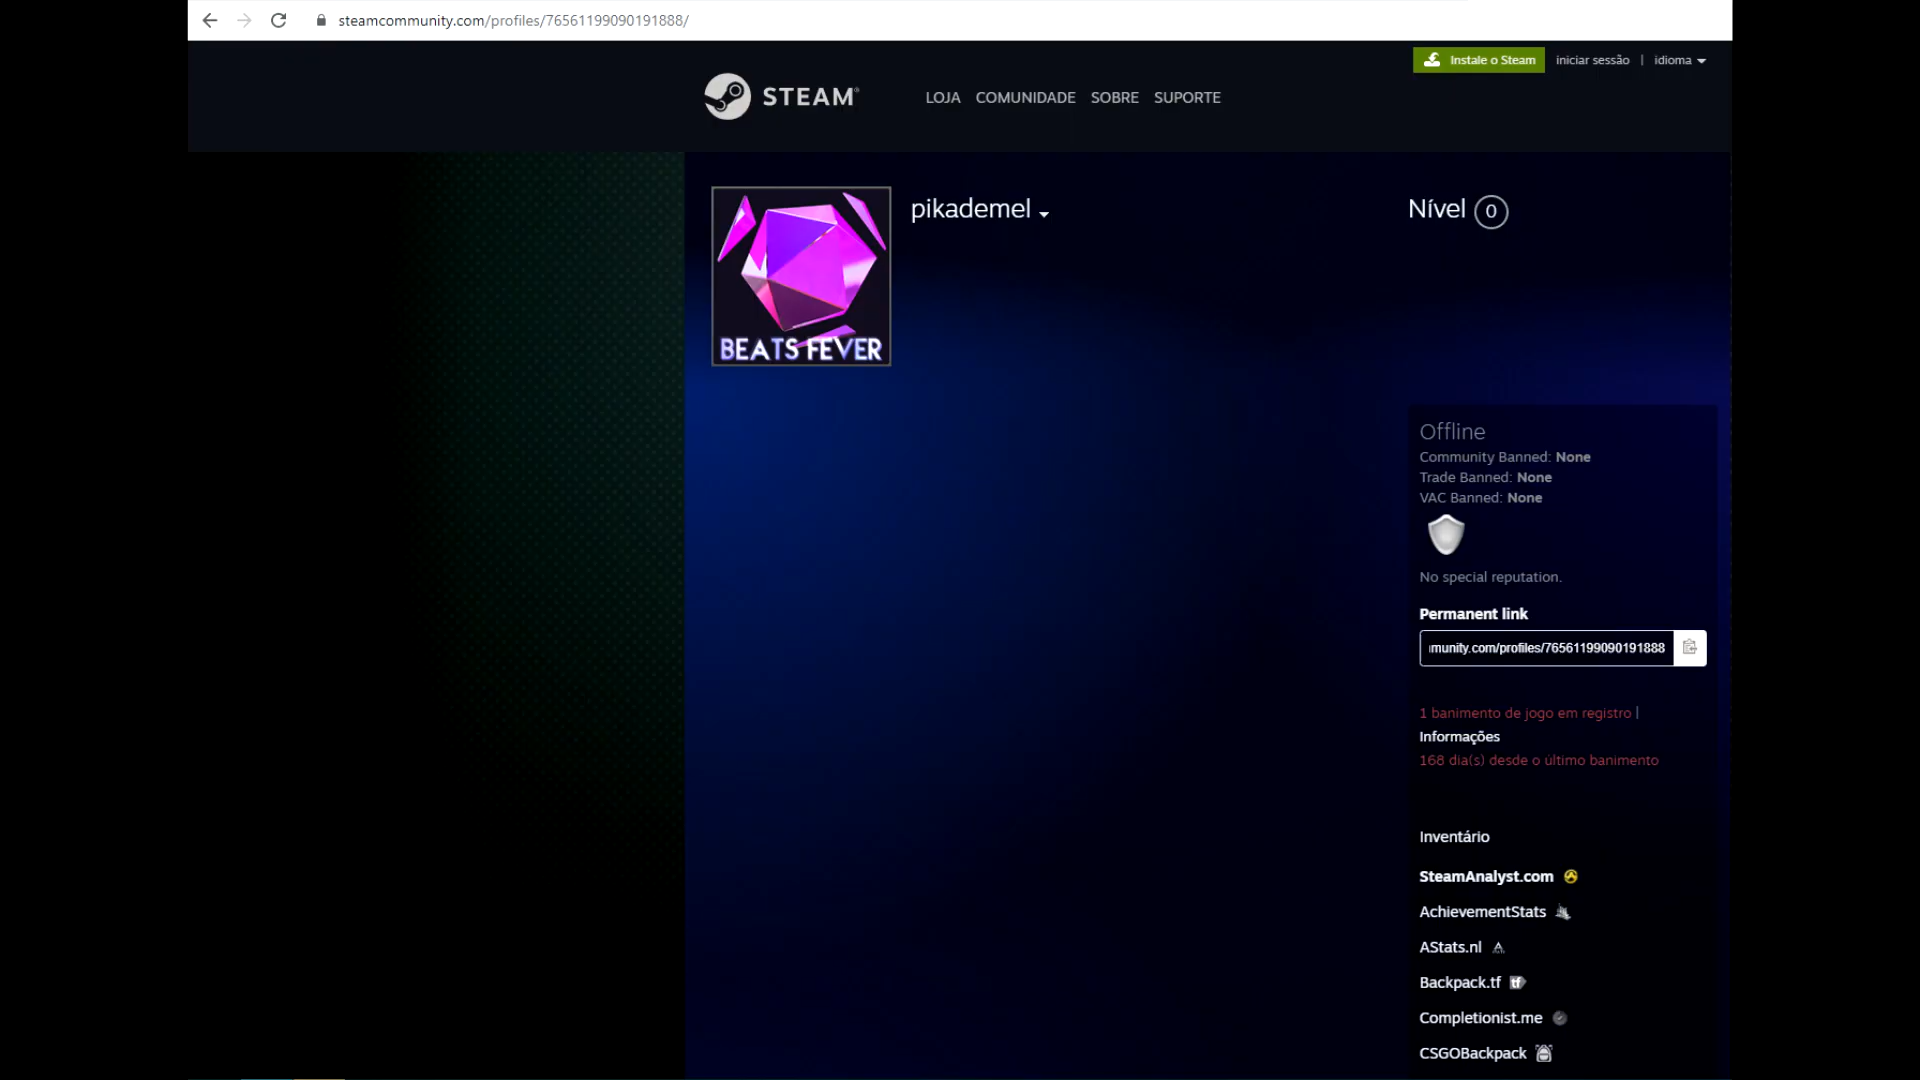 steamcommunity.com/profiles/76561199090191888/
Instale o Steam iniciar sessão | idioma
STEAM® LOJA COMUNIDADE SOBRE SUPORTE
pikademel
Nível 0
BEATS FEVER
Offline
Community Banned: None
Trade Banned: None
VAC Banned: None
No special reputation.
Permanent link
munity.com/profiles/76561199090191888
1 banimento de jogo em registro |
Informações
168 dia(s) desde o último banimento
Inventário
SteamAnalyst.com
AchievementStats
AStats.nl
Backpack.tf tf
Completionist.me
CSGOBackpack